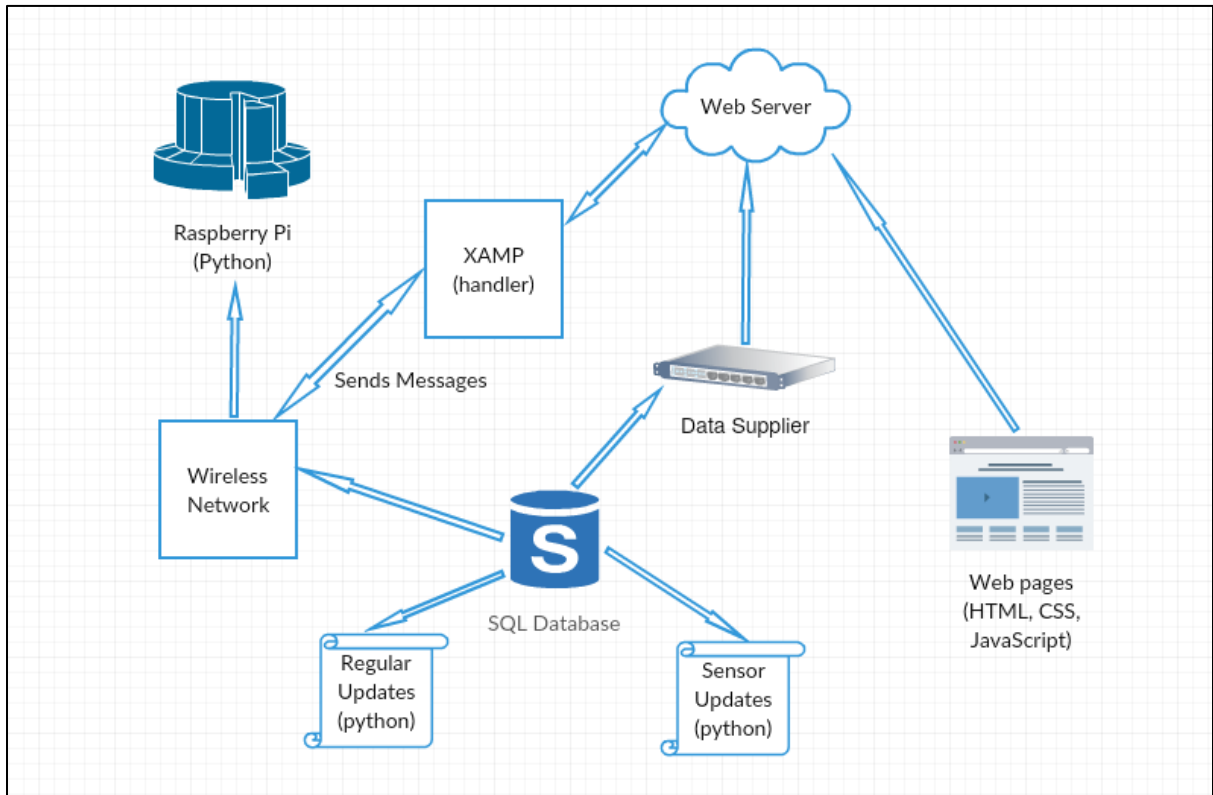 Web Server
Raspberry Pi
(Python)
XAMP
(handler)
Sends Messages
Data Supplier
Wireless
Network
S
SQL Database
Web pages
(HTML, CSS,
JavaScript)
Regular
Updates
(python)
Sensor
Updates
(python)